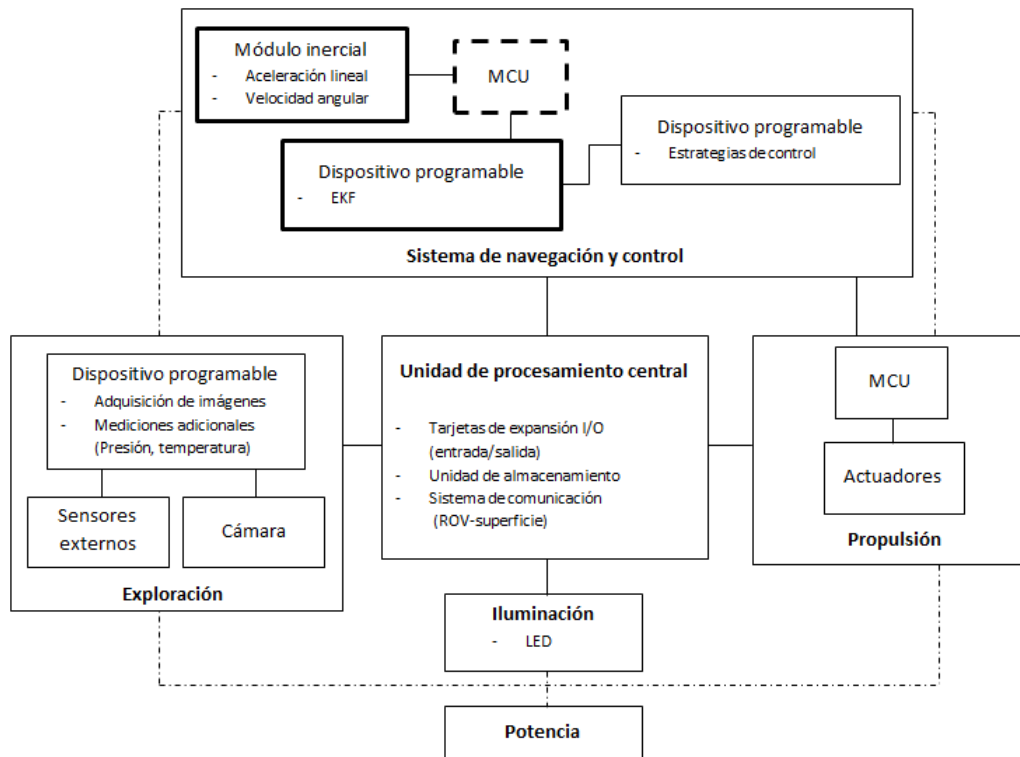 Módulo inercial
- Aceleración lineal
- Velocidad angular
MCU
Dispositivo programable
- EKF
Dispositivo programable
- Estrategias de control
Sistema de navegación y control
Dispositivo programable
- Adquisición de imágenes
- Mediciones adicionales
(Presión, temperatura)
Sensores
externos
Cámara
Exploración
Unidad de procesamiento central
- Tarjetas de expansión I/O
(entrada/salida)
- Unidad de almacenamiento
- Sistema de comunicación
(ROV-superficie)
MCU
Actuadores
Propulsión
Iluminación
- LED
Potencia